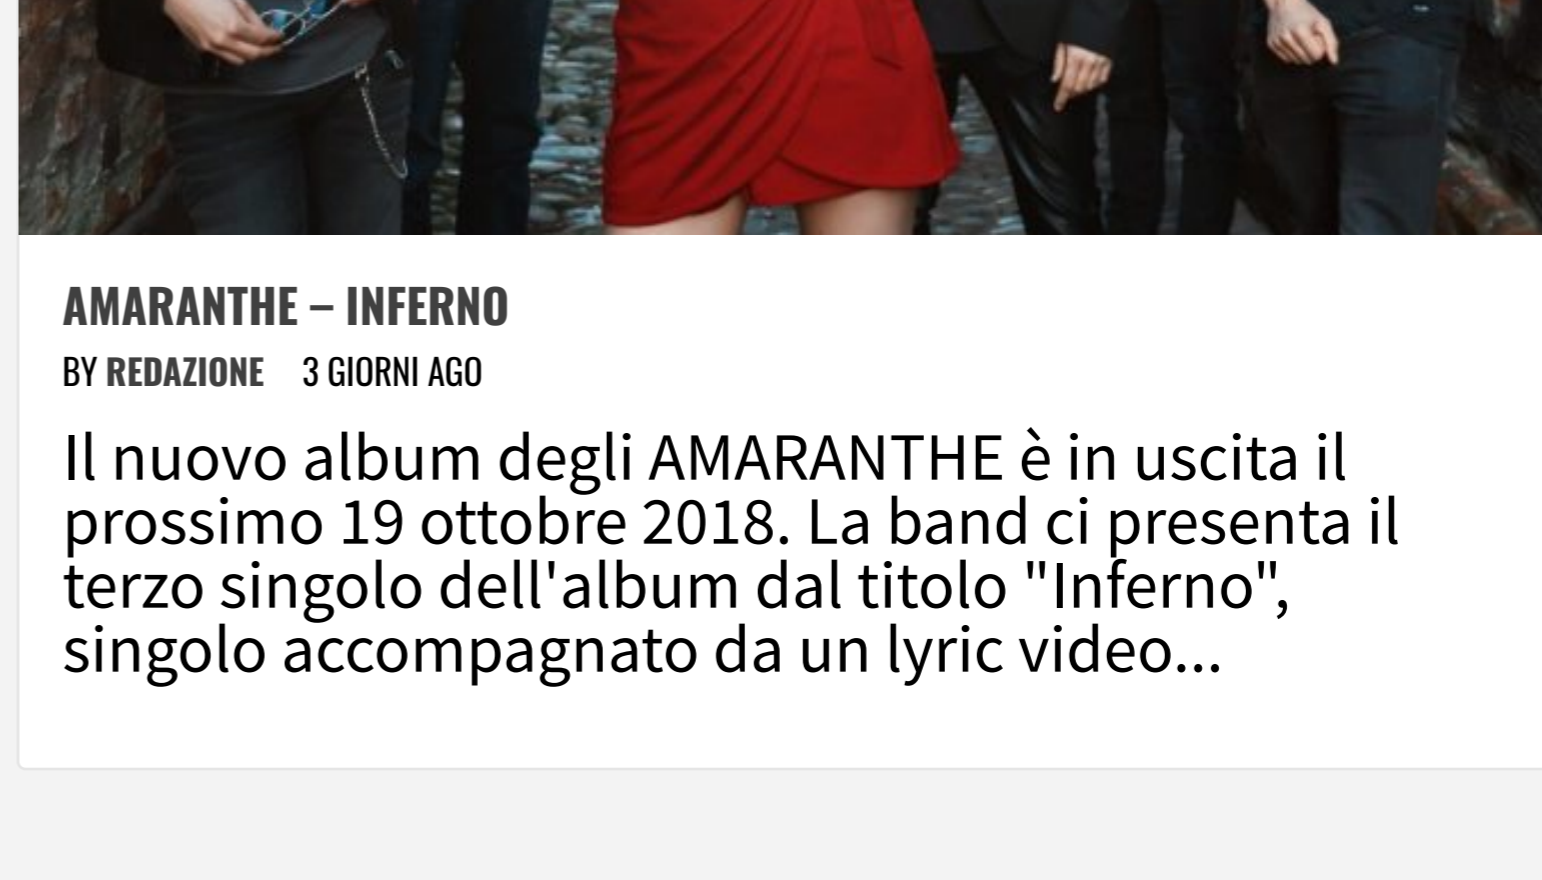 AMARANTHE – INFERNO
BY REDAZIONE 3 GIORNI AGO
Il nuovo album degli AMARANTHE è in uscita il
prossimo 19 ottobre 2018. La band ci presenta il
terzo singolo dell'album dal titolo "Inferno",
singolo accompagnato da un lyric video...